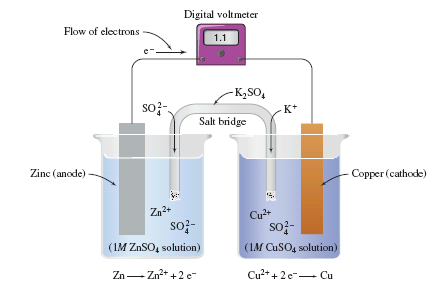 Digital voltmeter
Flow of electrons
1.1
e⁻
K₂SO₄
SO₄²⁻
K⁺
Salt bridge
Zinc (anode)
Copper (cathode)
Zn²⁺
SO₄²⁻
Cu²⁺
SO₄²⁻
(1M ZnSO₄ solution)
(1M CuSO₄ solution)
Zn → Zn²⁺ + 2 e⁻
Cu²⁺ + 2 e⁻ → Cu